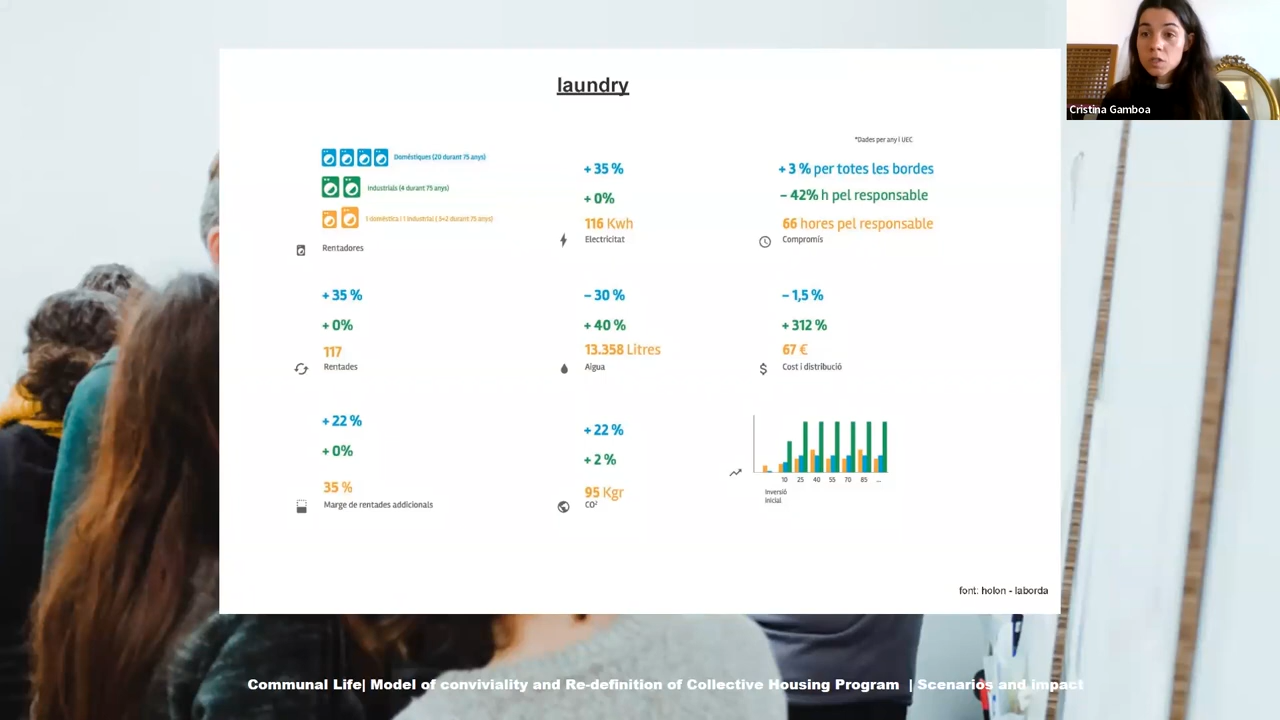 Cristina Gamboa
laundry
*Dades per any i UEC
Domèstiques (20 durant 75 anys)
Industrials (4 durant 75 anys)
1 domèstica i 1 industrial ( 5+2 durant 75 anys)
Rentadores
+ 35 %
+ 0%
116 Kwh
Electricitat
+ 3 % per totes les bordes
− 42% h pel responsable
66 hores pel responsable
Compromís
+ 35 %
+ 0%
117
Rentades
− 30 %
+ 40 %
13.358 Litres
Aigua
− 1,5 %
+ 312 %
67 €
Cost i distribució
+ 22 %
+ 0%
35 %
Marge de rentades addicionals
+ 22 %
+ 2 %
95 Kgr
CO²
10 25 40 55 70 85 ...
Inversió
inicial
font: holon - laborda
Communal Life| Model of conviviality and Re-definition of Collective Housing Program | Scenarios and impact